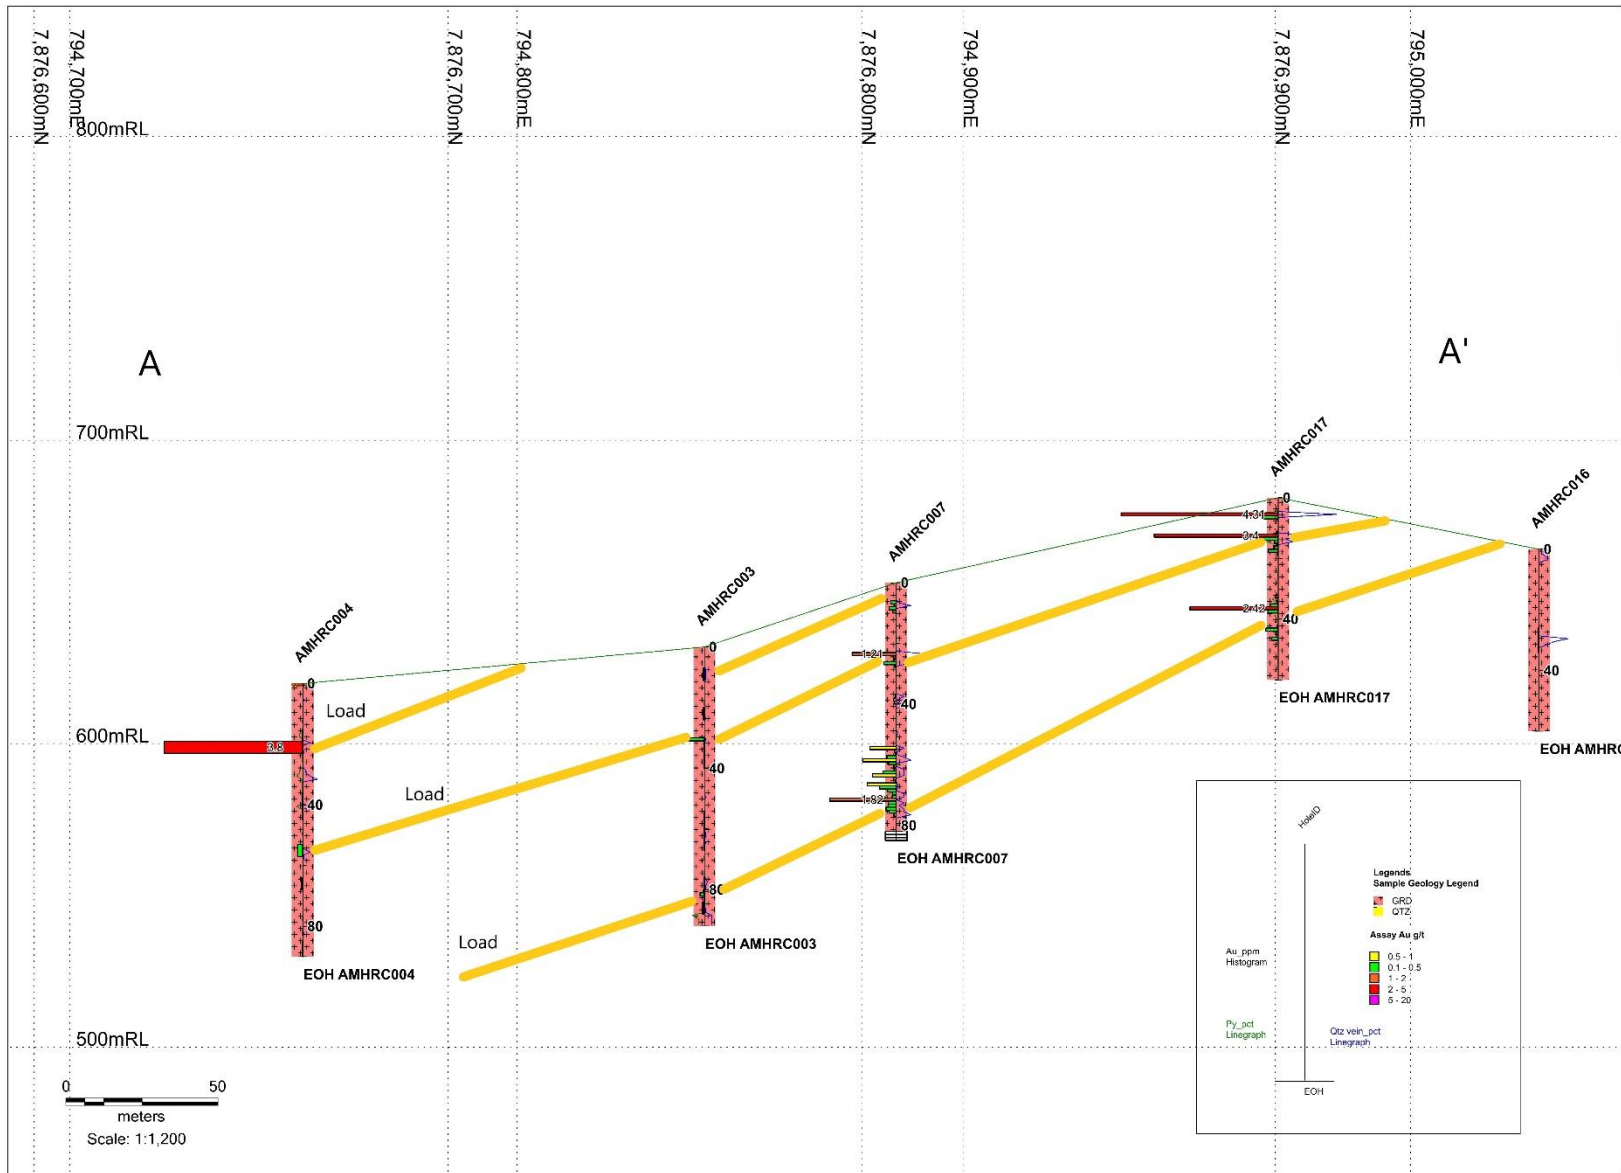 7,876,600mN
794,700mE
7,876,700mN
794,800mE
7,876,800mN
794,900mE
7,876,900mN
795,000mE
800mRL
A
A'
700mRL
AMHRC017
AMHRC016
AMHRC007
AMHRC003
AMHRC004
0
4.31
3.4
2.42
40
EOH AMHRC017
0
40
EOH AMHRC
0
1.21
40
1.82
80
EOH AMHRC007
0
40
80
EOH AMHRC003
0
3.8
40
80
EOH AMHRC004
Load
600mRL
Load
Load
500mRL
0 50
meters
Scale: 1:1,200
HoleID
Legends
Sample Geology Legend
GRD
QTZ
Assay Au g/t
0.5 - 1
0.1 - 0.5
1 - 2
2 - 5
5 - 20
Au_ppm
Histogram
Py_pct
Linegraph
Qtz vein_pct
Linegraph
EOH